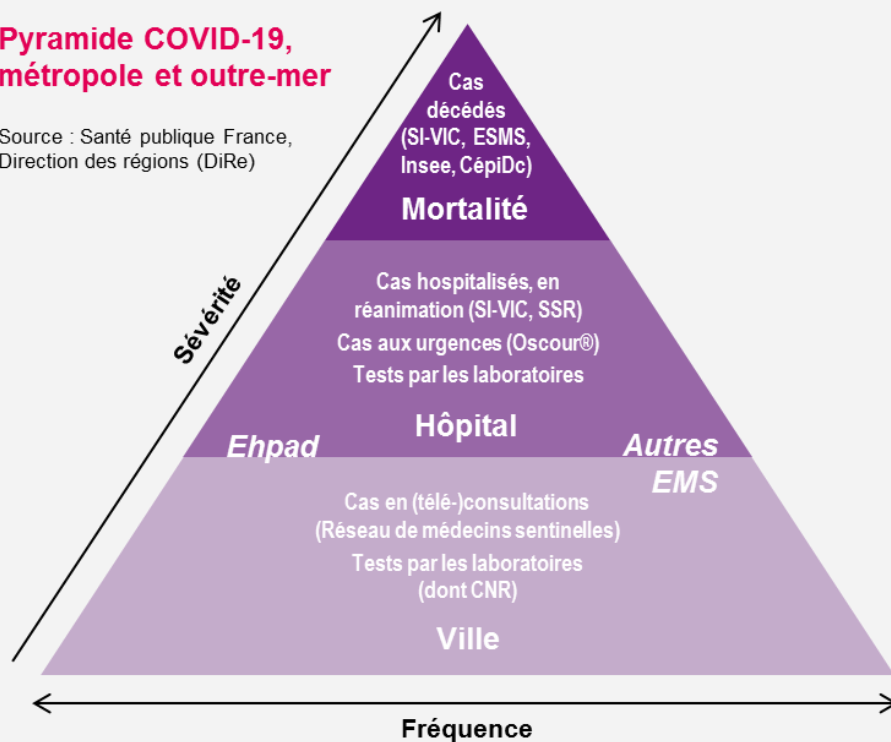 Pyramide COVID-19,
métropole et outre-mer
Source : Santé publique France,
Direction des régions (DiRe)
Sévérité
Cas
décédés
(SI-VIC, ESMS,
Insee, CépiDc)
Mortalité
Cas hospitalisés, en
réanimation (SI-VIC, SSR)
Cas aux urgences (Oscour®)
Tests par les laboratoires
Hôpital
Ehpad
Autres
EMS
Cas en (télé-)consultations
(Réseau de médecins sentinelles)
Tests par les laboratoires
(dont CNR)
Ville
Fréquence